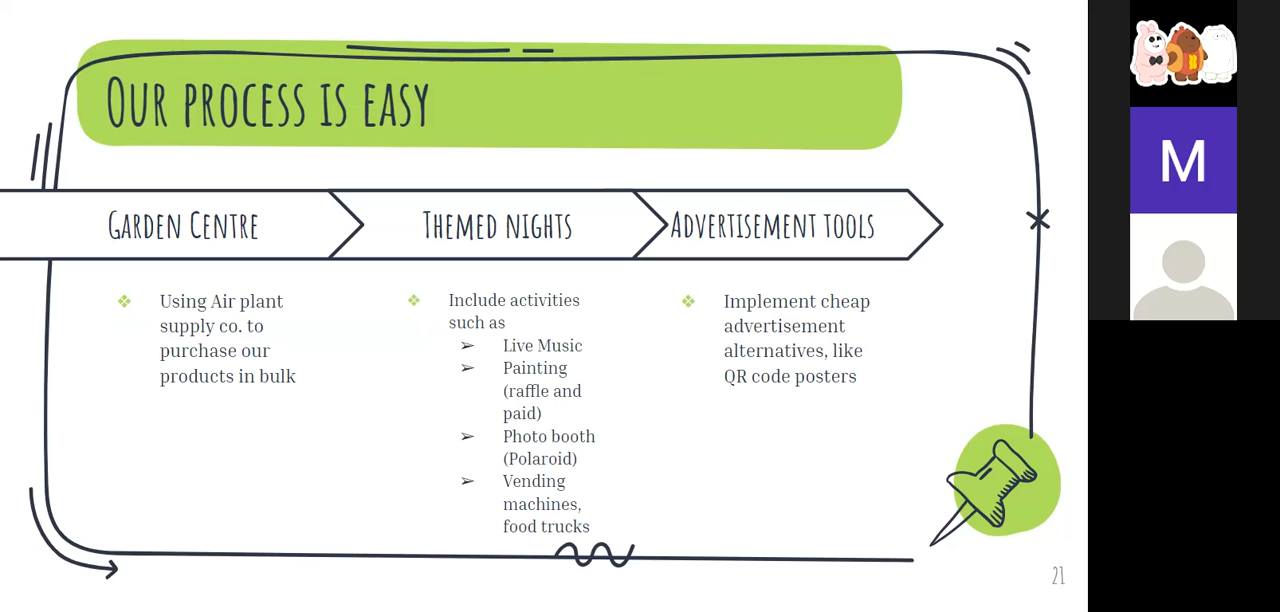 Our process is easy
Garden Centre
Themed nights
Advertisement tools
❖ Using Air plant
supply co. to
purchase our
products in bulk
❖ Include activities
such as
➢ Live Music
➢ Painting
(raffle and
paid)
➢ Photo booth
(Polaroid)
➢ Vending
machines,
food trucks
❖ Implement cheap
advertisement
alternatives, like
QR code posters
21
M